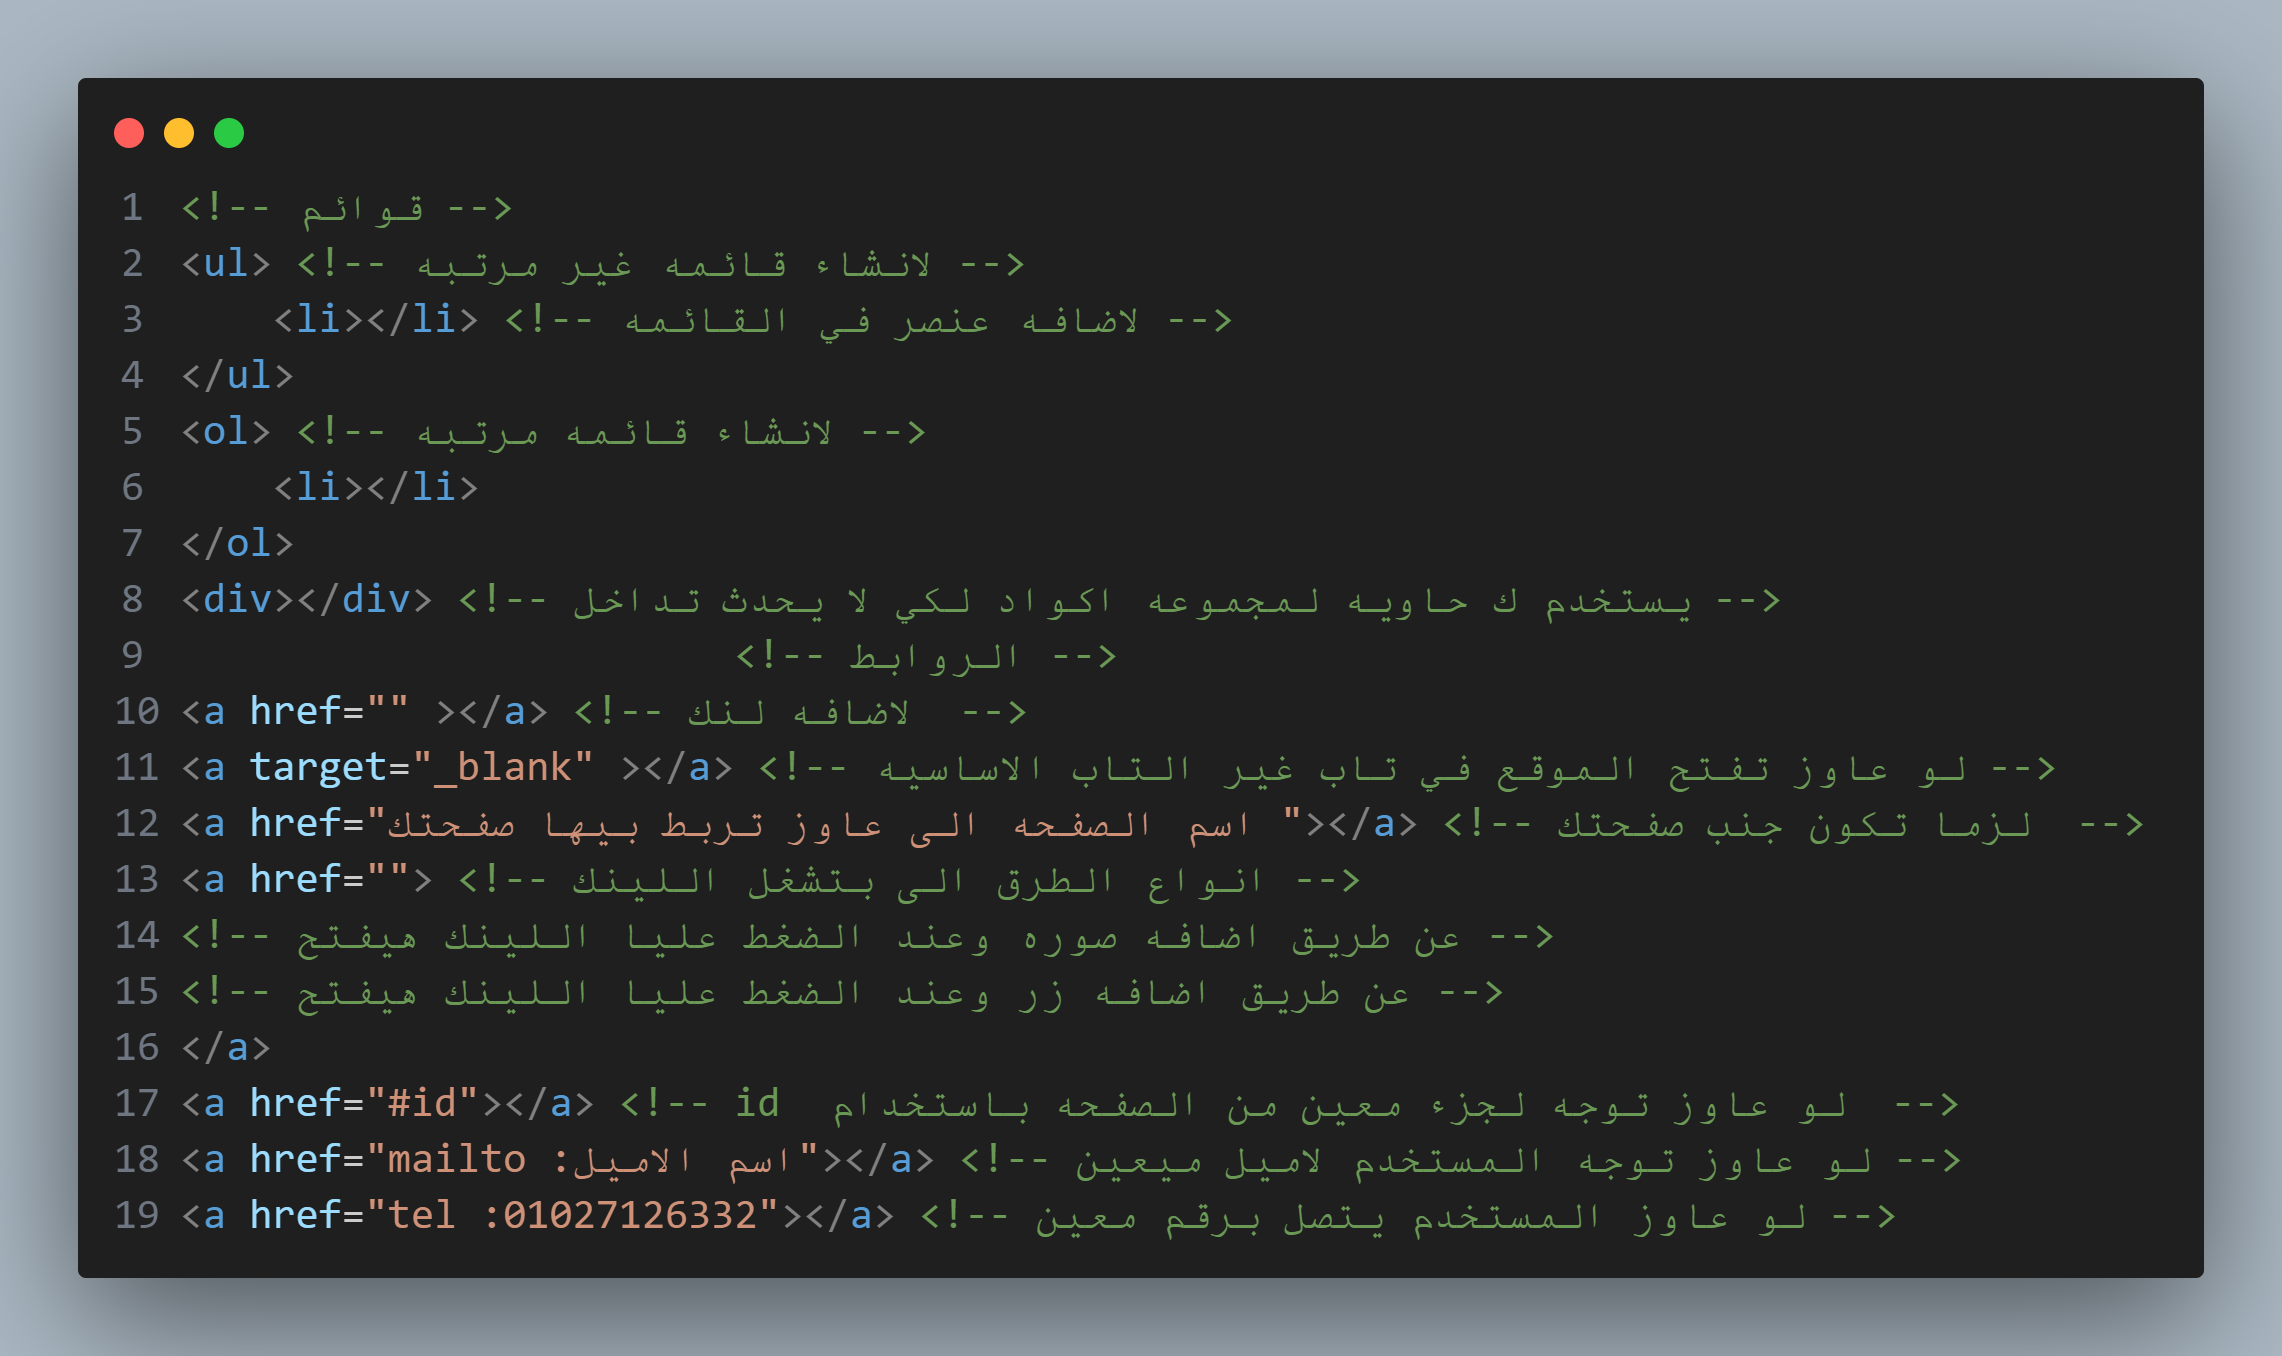 1 <!-- قوائم -->
2 <ul> <!-- لانشاء قائمه غير مرتبه -->
3     <li></li> <!-- لاضافه عنصر في القائمه -->
4 </ul>
5 <ol> <!-- لانشاء قائمه مرتبه -->
6     <li></li>
7 </ol>
8 <div></div> <!-- يستخدم ك حاويه لمجموعه اكواد لكي لا يحدث تداخل -->
9                         <!-- الروابط -->
10 <a href="" ></a> <!-- لاضافه لنك  -->
11 <a target="_blank" ></a> <!-- لو عاوز تفتح الموقع في تاب غير التاب الاساسيه -->
12 <a href="اسم الصفحه الى عاوز تربط بيها صفحتك "></a> <!-- لزما تكون جنب صفحتك  -->
13 <a href=""> <!-- انواع الطرق الى بتشغل اللينك -->
14 <!-- عن طريق اضافه صوره وعند الضغط عليا اللينك هيفتح -->
15 <!-- عن طريق اضافه زر وعند الضغط عليا اللينك هيفتح -->
16 </a>
17 <a href="#id"></a> <!-- id  لو عاوز توجه لجزء معين من الصفحه باستخدام  -->
18 <a href="mailto :اسم الاميل"></a> <!-- لو عاوز توجه المستخدم لاميل ميعين -->
19 <a href="tel :01027126332"></a> <!-- لو عاوز المستخدم يتصل برقم معين -->